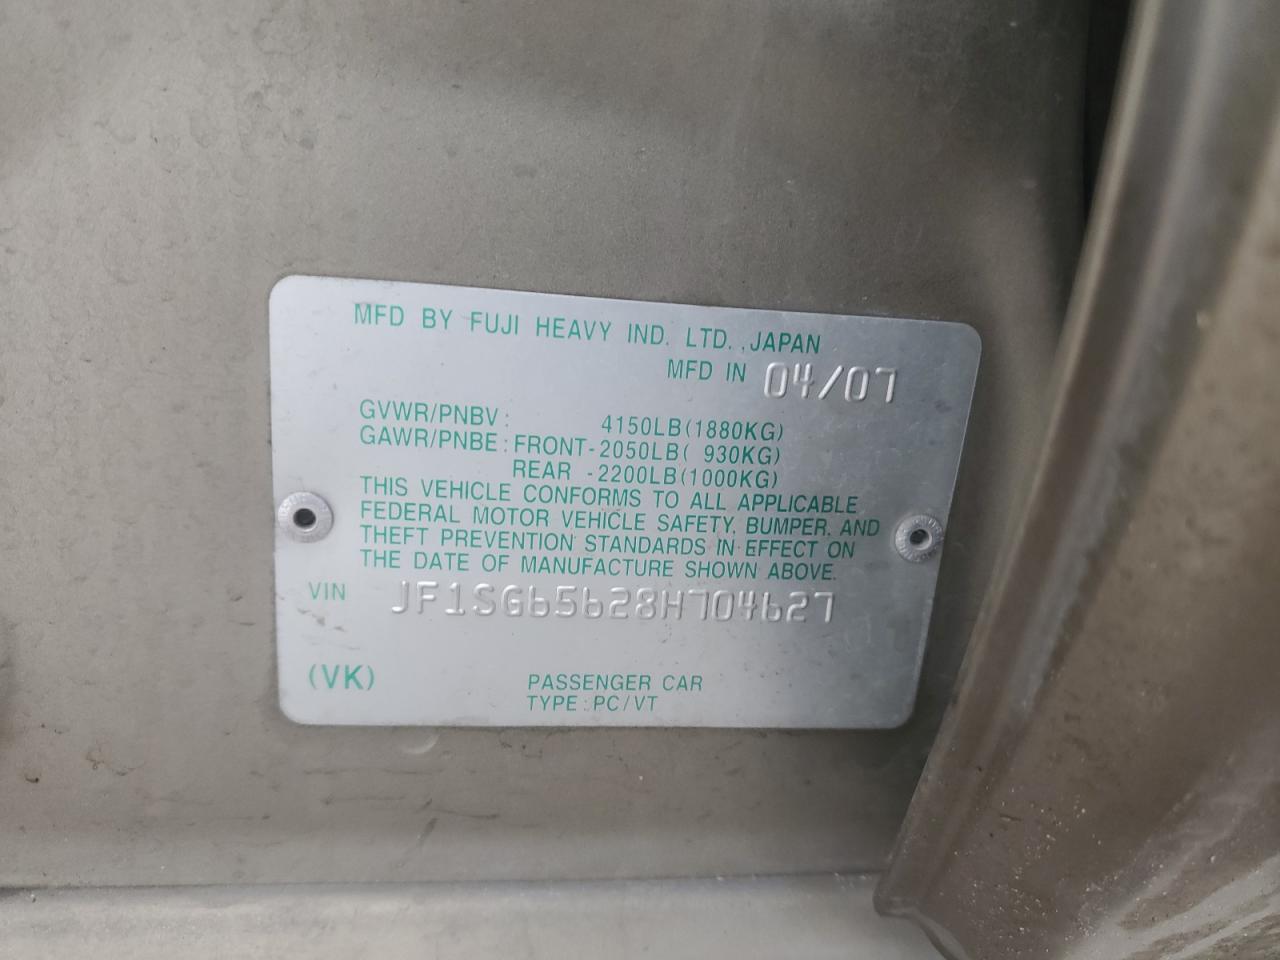 MFD BY FUJI HEAVY IND. LTD., JAPAN
MFD IN 04/07
GVWR/PNBV: 4150LB(1880KG)
GAWR/PNBE: FRONT-2050LB( 930KG)
REAR -2200LB(1000KG)
THIS VEHICLE CONFORMS TO ALL APPLICABLE
FEDERAL MOTOR VEHICLE SAFETY, BUMPER, AND
THEFT PREVENTION STANDARDS IN EFFECT ON
THE DATE OF MANUFACTURE SHOWN ABOVE.
VIN JF1SG65628H704627
(VK) PASSENGER CAR
TYPE: PC/VT